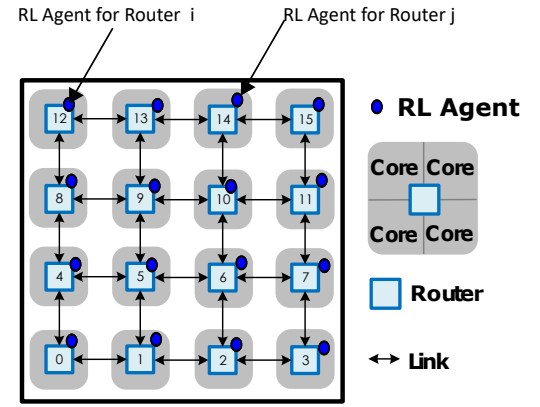 RL Agent for Router i
RL Agent for Router j
12
13
14
15
8
9
10
11
4
5
6
7
0
1
2
3
RL Agent
Core Core
Core Core
Router
Link